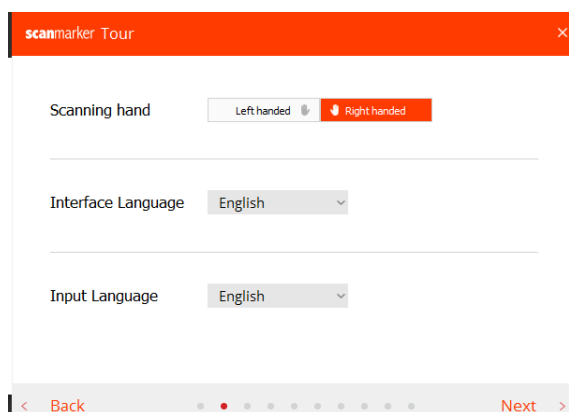 scanmarker Tour
Scanning hand Left handed Right handed
Interface Language English
Input Language English
Back Next